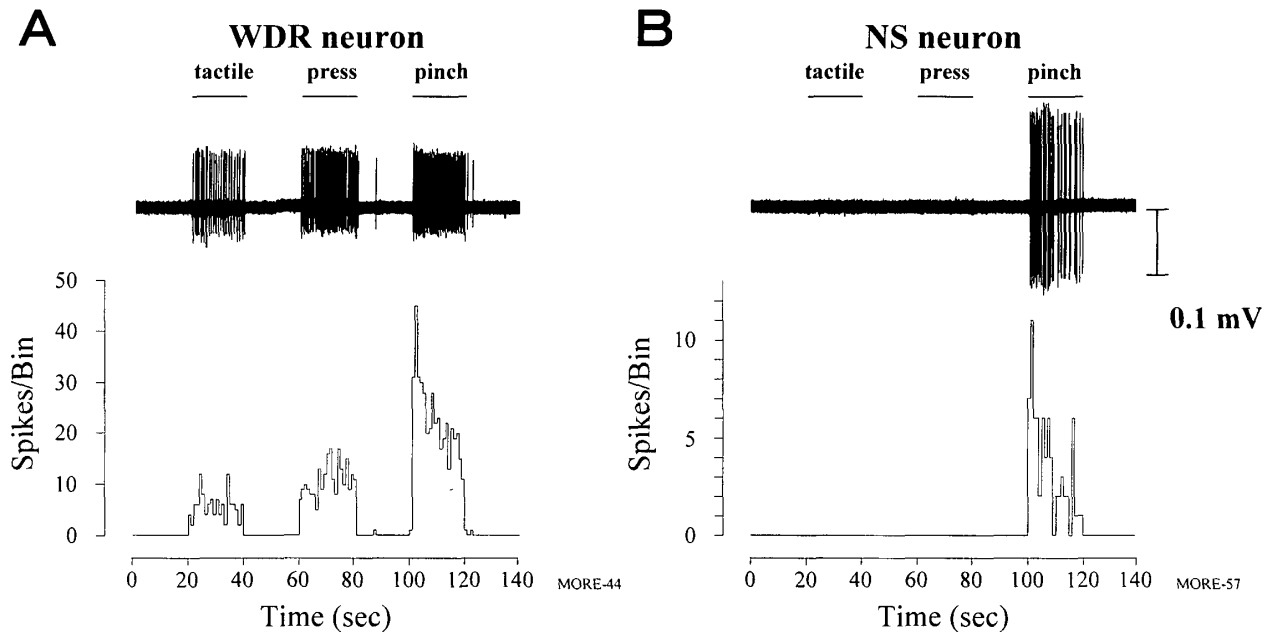 A
WDR neuron
tactile press pinch
50
40
30
20
10
0
Spikes/Bin
0 20 40 60 80 100 120 140
MORE-44
Time (sec)
B
NS neuron
tactile press pinch
0.1 mV
10
5
0
Spikes/Bin
0 20 40 60 80 100 120 140
MORE-57
Time (sec)